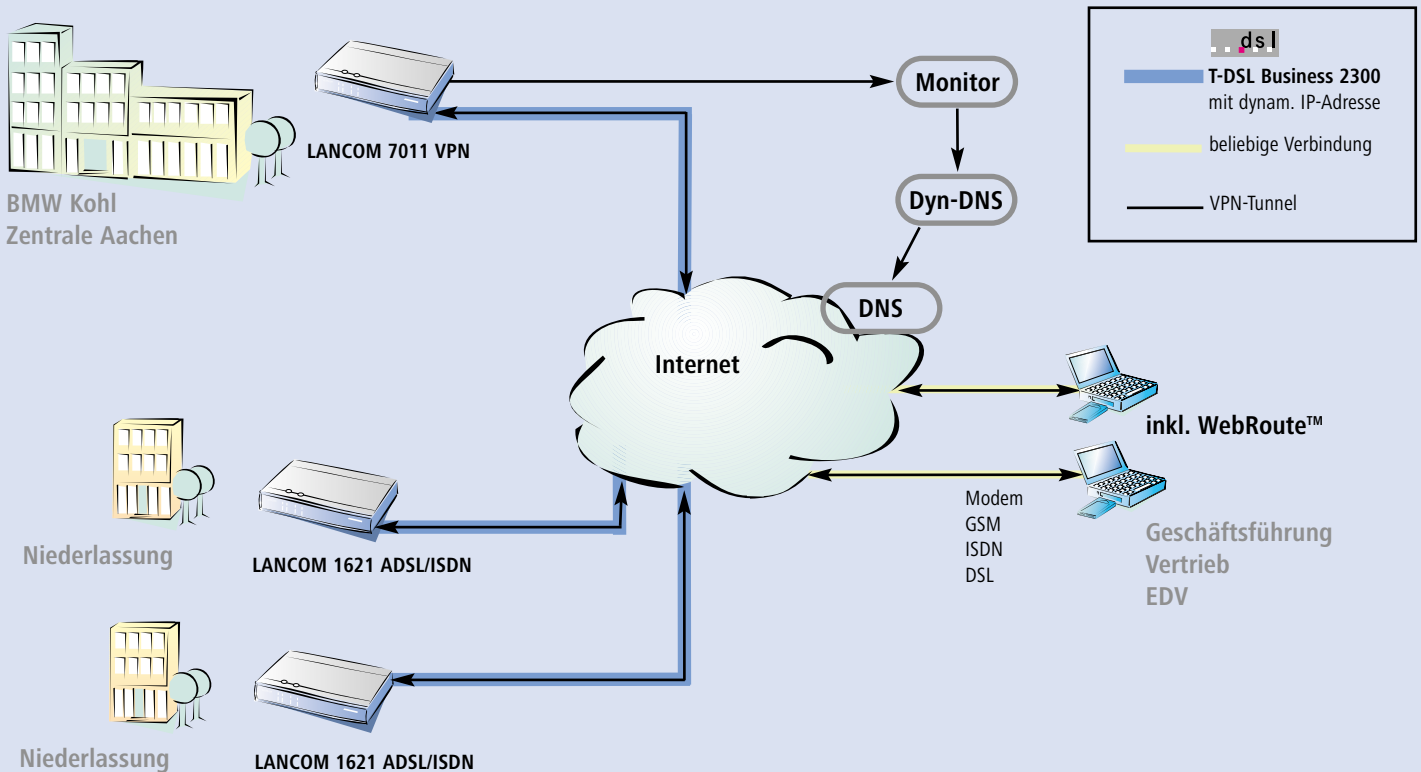 dsl
T-DSL Business 2300
mit dynam. IP-Adresse
beliebige Verbindung
VPN-Tunnel
Monitor
LANCOM 7011 VPN
BMW Kohl
Zentrale Aachen
Dyn-DNS
DNS
Internet
inkl. WebRoute™
Modem
GSM
ISDN
DSL
Geschäftsführung
Vertrieb
EDV
Niederlassung
LANCOM 1621 ADSL/ISDN
Niederlassung
LANCOM 1621 ADSL/ISDN